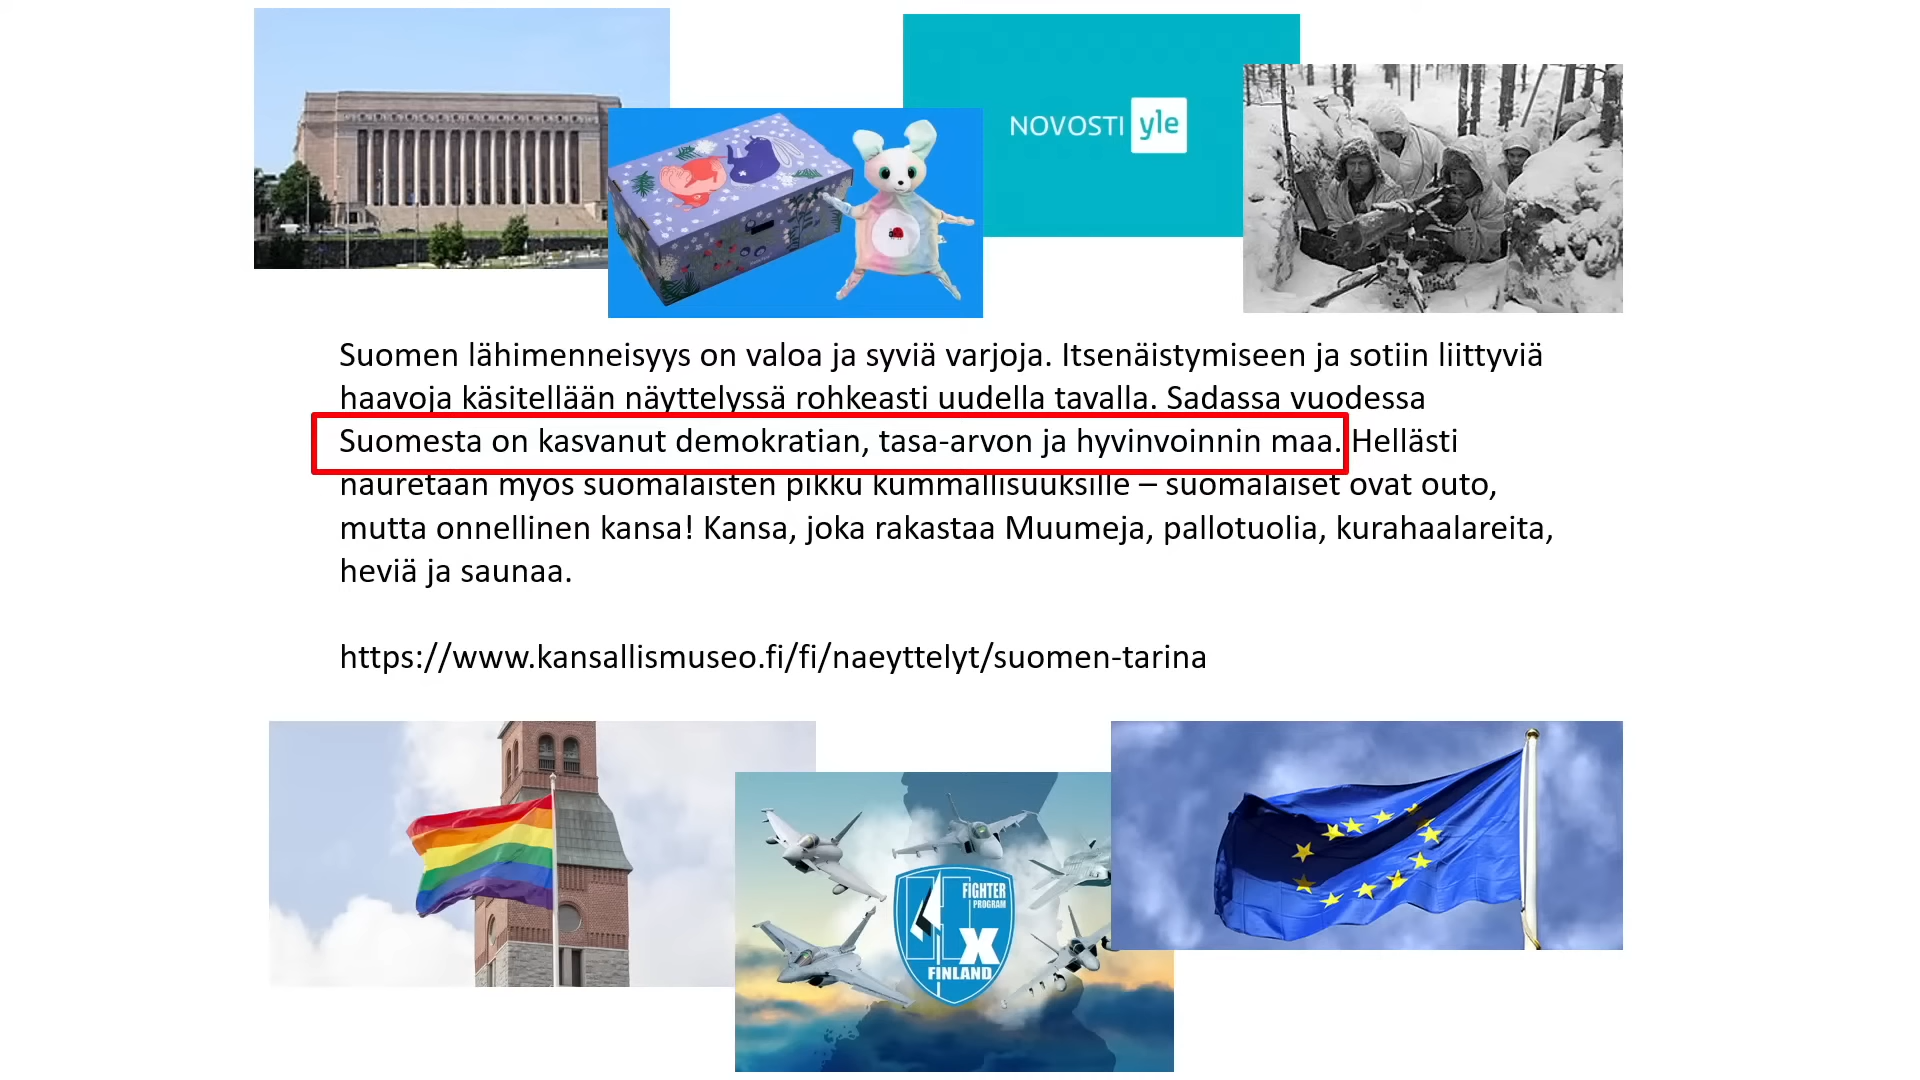 NOVOSTI yle
Suomen lähimenneisyys on valoa ja syviä varjoja. Itsenäistymiseen ja sotiin liittyviä
haavoja käsitellään näyttelyssä rohkeasti uudella tavalla. Sadassa vuodessa
Suomesta on kasvanut demokratian, tasa-arvon ja hyvinvoinnin maa. Hellästi
nauretaan myös suomalaisten pikku kummallisuuksille – suomalaiset ovat outo,
mutta onnellinen kansa! Kansa, joka rakastaa Muumeja, pallotuolia, kurahaalareita,
heviä ja saunaa.
https://www.kansallismuseo.fi/fi/naeyttelyt/suomen-tarina
FIGHTER
PROGRAM
HX
FINLAND